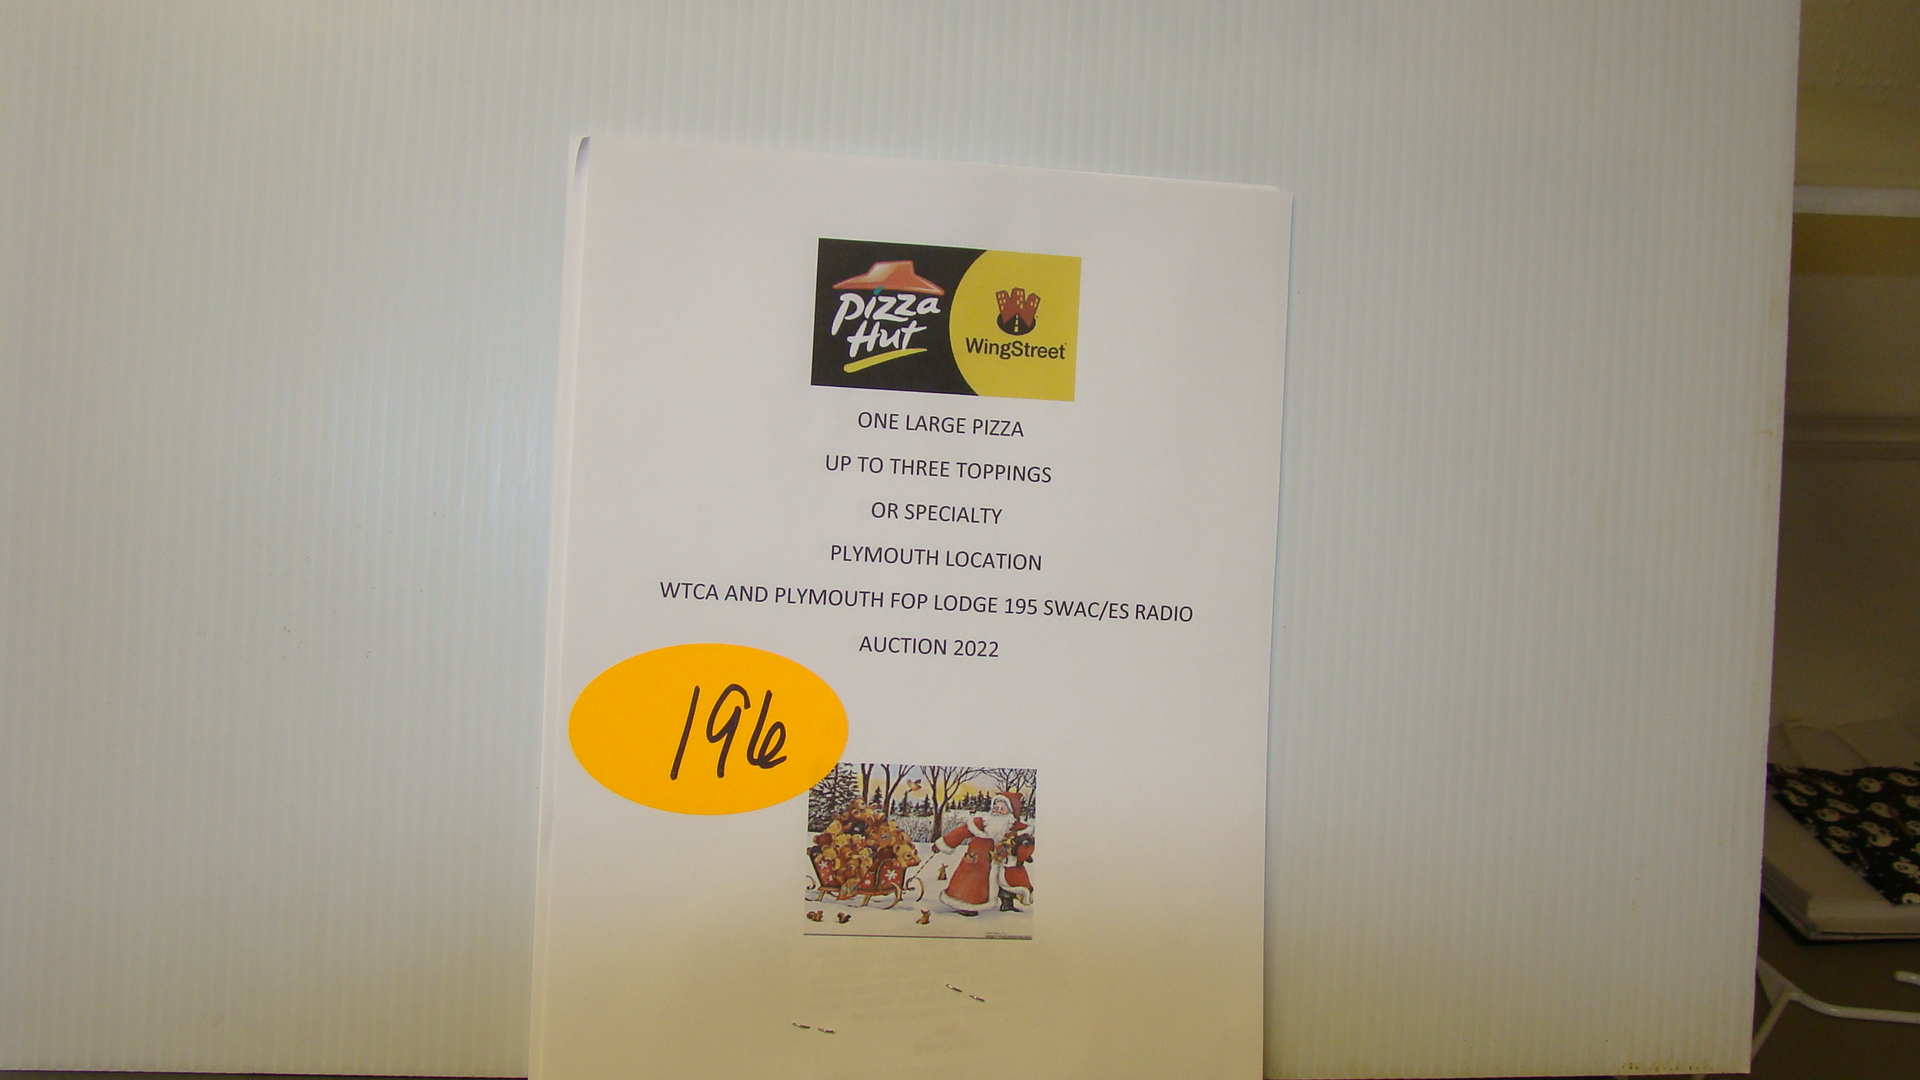 Pizza
Hut
WingStreet
ONE LARGE PIZZA
UP TO THREE TOPPINGS
OR SPECIALTY
PLYMOUTH LOCATION
WTCA AND PLYMOUTH FOP LODGE 195 SWAC/ES RADIO
AUCTION 2022
196